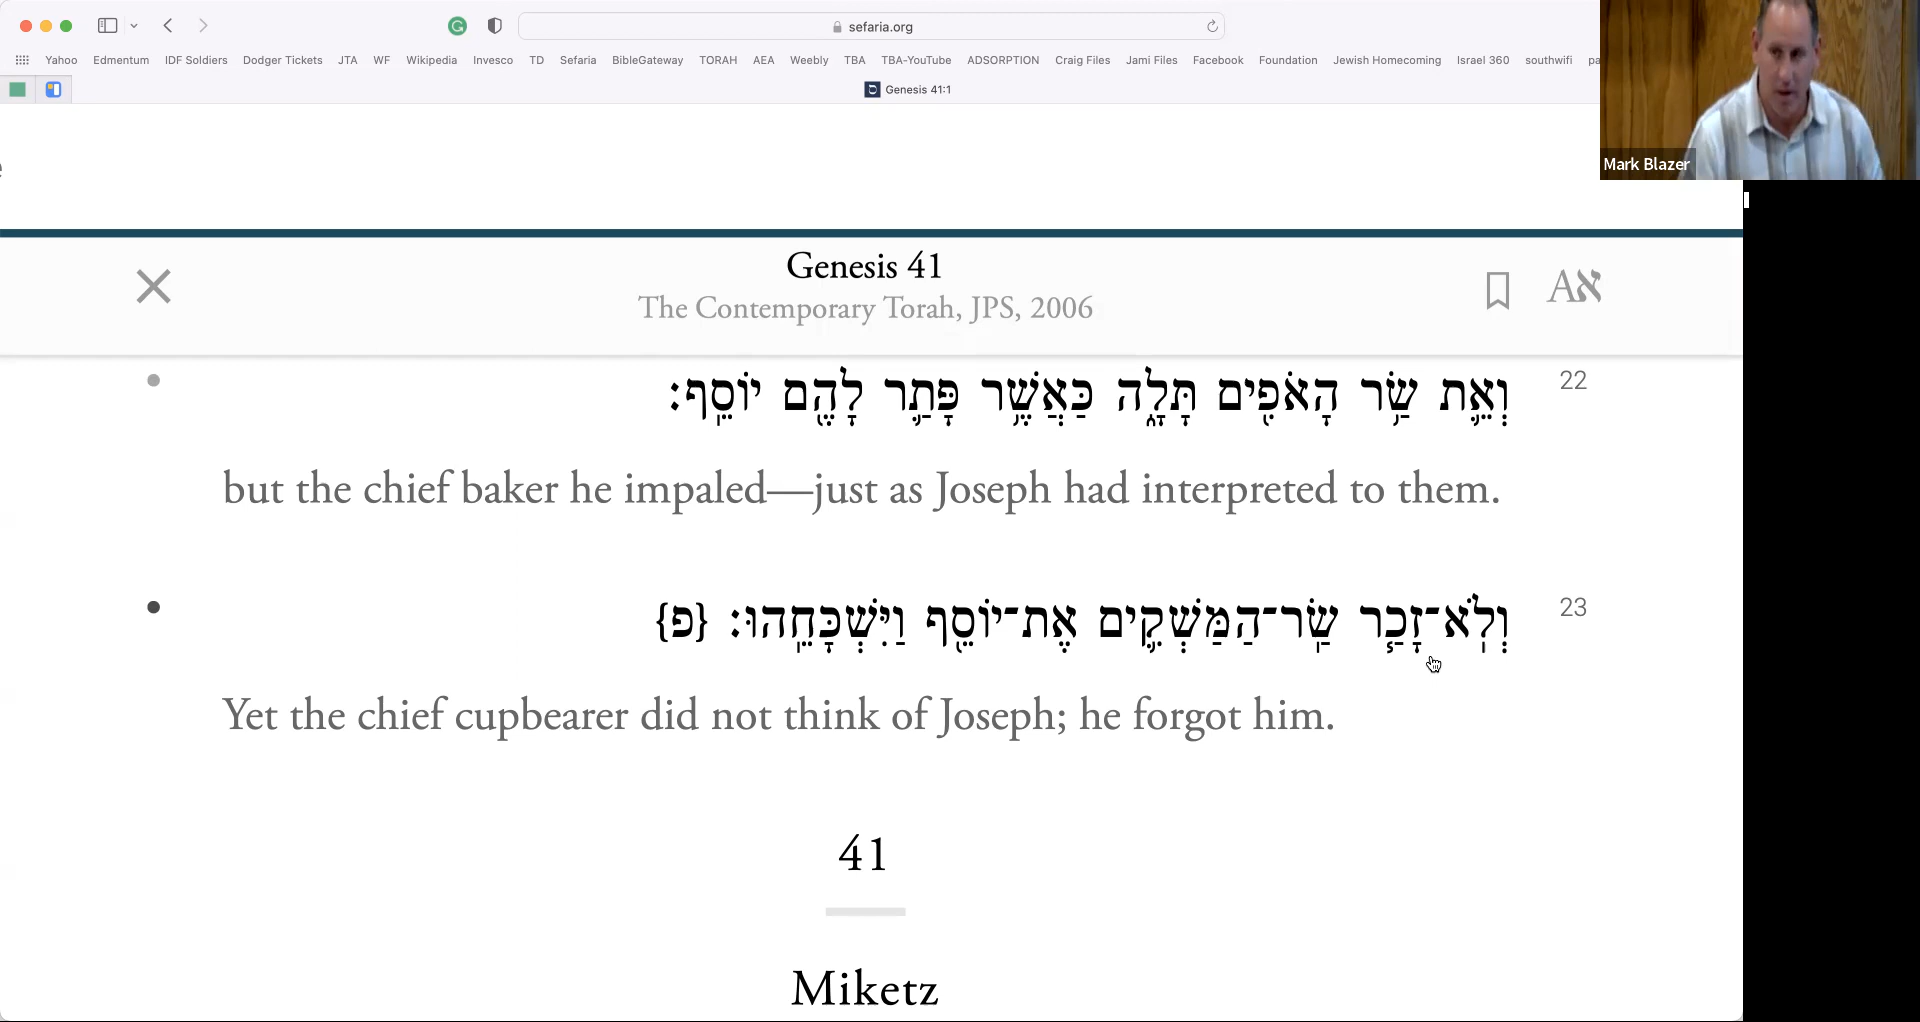 sefaria.org
Yahoo Edmentum IDF Soldiers Dodger Tickets JTA WF Wikipedia Invesco TD Sefaria BibleGateway TORAH AEA Weebly TBA TBA-YouTube ADSORPTION Craig Files Jami Files Facebook Foundation Jewish Homecoming Israel 360 southwifi pa
Genesis 41:1
Mark Blazer
e
Genesis 41
The Contemporary Torah, JPS, 2006
Aא
22
וְאֵ֛ת שַׂ֥ר הָאֹפִ֖ים תָּלָ֑ה כַּאֲשֶׁ֥ר פָּתַ֛ר לָהֶ֖ם יוֹסֵֽף׃
but the chief baker he impaled—just as Joseph had interpreted to them.
23
וְלֹֽא־זָכַ֧ר שַֽׂר־הַמַּשְׁקִ֛ים אֶת־יוֹסֵ֖ף וַיִּשְׁכָּחֵֽהוּ׃ {פ}
Yet the chief cupbearer did not think of Joseph; he forgot him.
41
Miketz